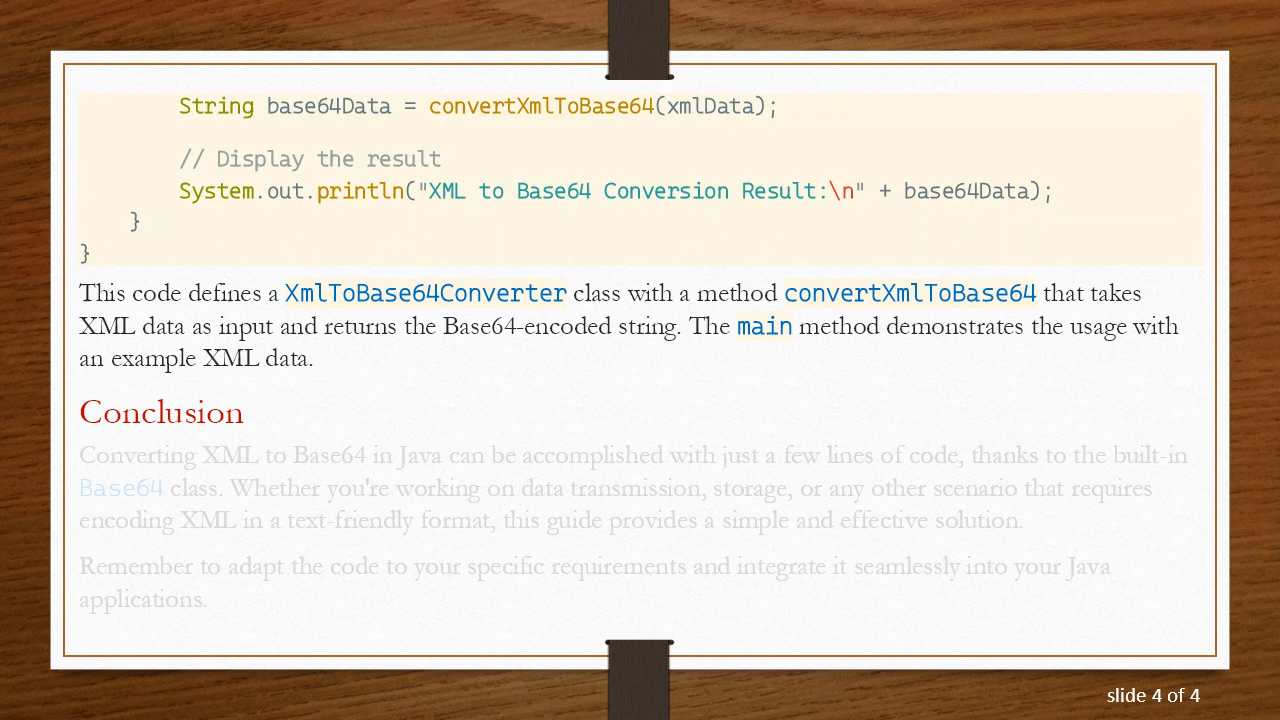 String base64Data = convertXmlToBase64(xmlData);
// Display the result
System.out.println("XML to Base64 Conversion Result:\n" + base64Data);
}
}
This code defines a XmlToBase64Converter class with a method convertXmlToBase64 that takes
XML data as input and returns the Base64-encoded string. The main method demonstrates the usage with
an example XML data.
Conclusion
Converting XML to Base64 in Java can be accomplished with just a few lines of code, thanks to the built-in
Base64 class. Whether you're working on data transmission, storage, or any other scenario that requires
encoding XML in a text-friendly format, this guide provides a simple and effective solution.
Remember to adapt the code to your specific requirements and integrate it seamlessly into your Java
applications.
slide 4 of 4